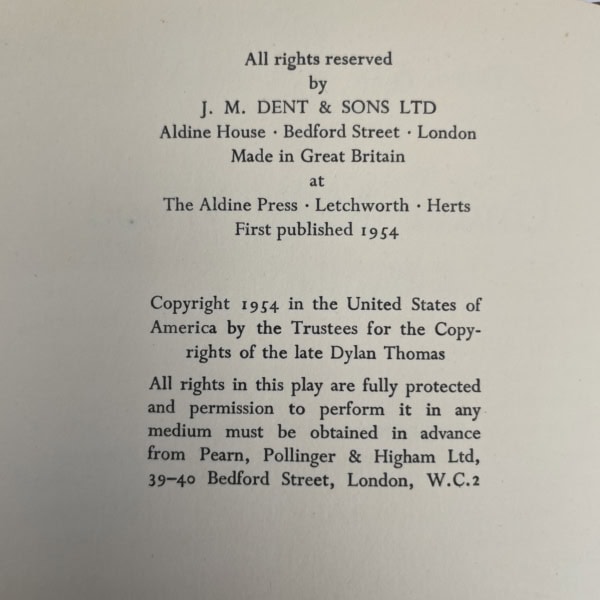 All rights reserved
by
J. M. DENT & SONS LTD
Aldine House · Bedford Street · London
Made in Great Britain
at
The Aldine Press · Letchworth · Herts
First published 1954
Copyright 1954 in the United States of
America by the Trustees for the Copy-
rights of the late Dylan Thomas
All rights in this play are fully protected
and permission to perform it in any
medium must be obtained in advance
from Pearn, Pollinger & Higham Ltd,
39–40 Bedford Street, London, W.C.2